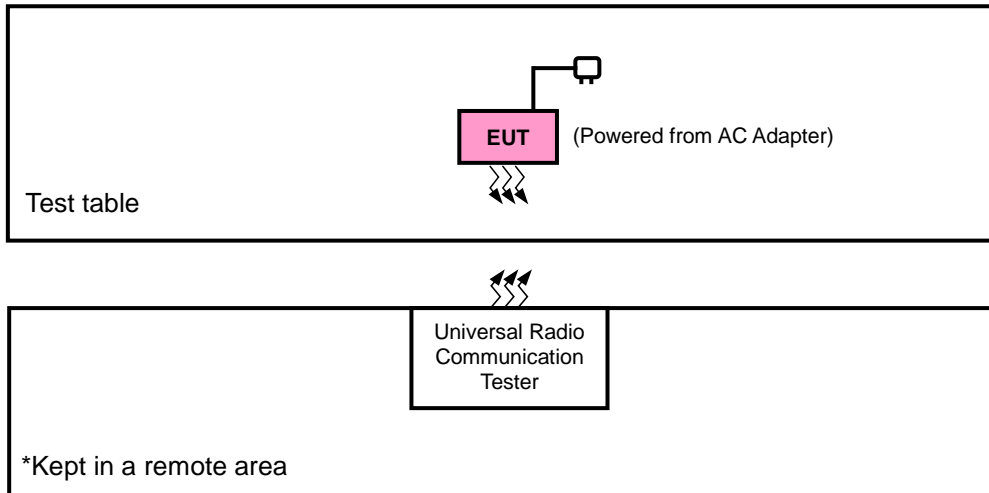 EUT
(Powered from AC Adapter)
Test table
Universal Radio
Communication
Tester
*Kept in a remote area